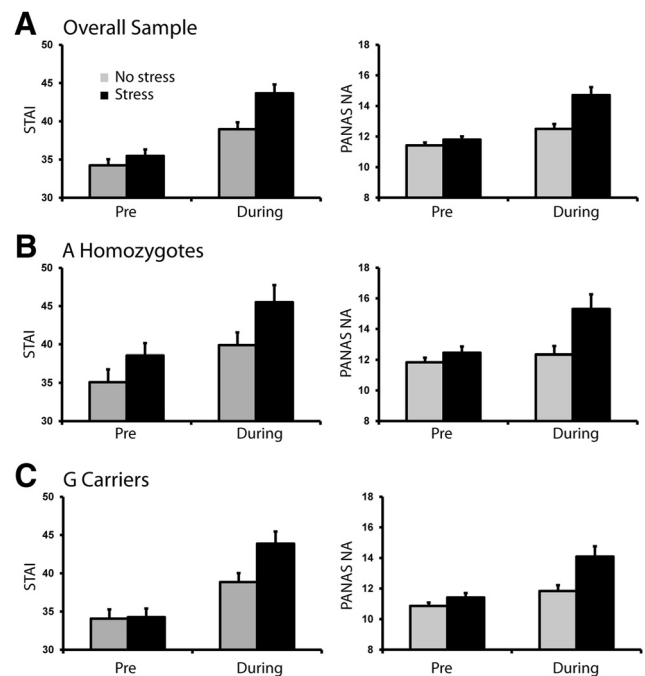 A Overall Sample
50
45
40
35
30
STAI
No stress
Stress
Pre During
18
16
14
12
10
8
PANAS NA
Pre During
B A Homozygotes
50
45
40
35
30
STAI
Pre During
18
16
14
12
10
8
PANAS NA
Pre During
C G Carriers
50
45
40
35
30
STAI
Pre During
18
16
14
12
10
8
PANAS NA
Pre During